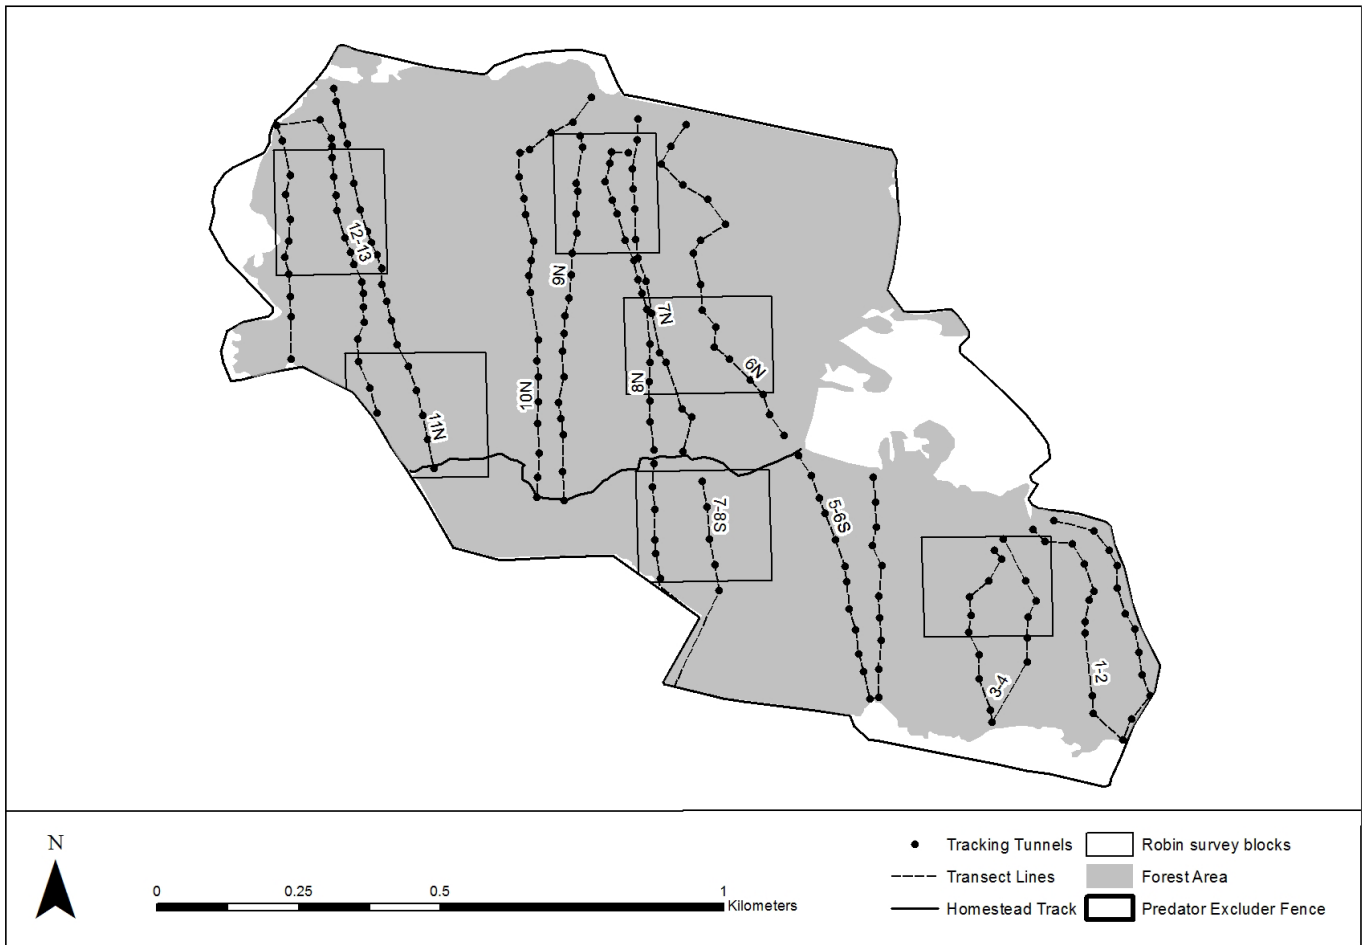 12-13
N6
7N
6N
8N
10N
11N
7-8S
5-6S
3-4
1-2
N
0 0.25 0.5 1
Kilometers
Tracking Tunnels
Transect Lines
Homestead Track
Robin survey blocks
Forest Area
Predator Excluder Fence